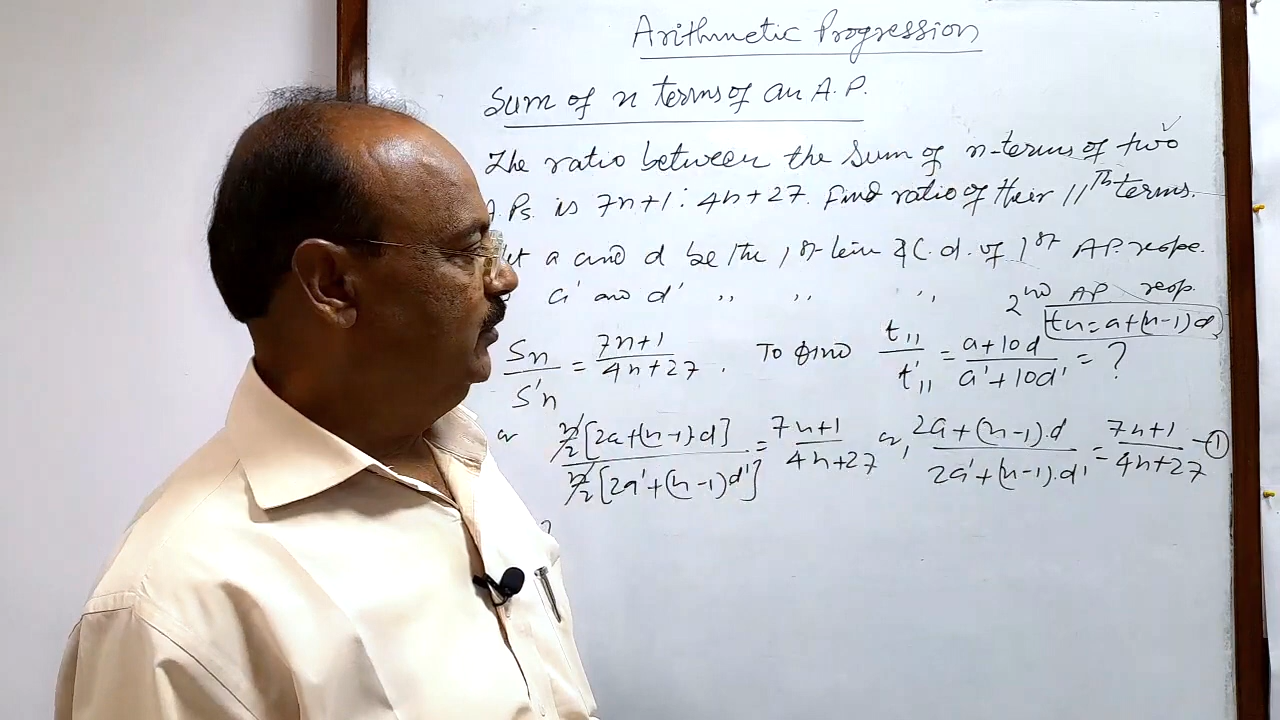 Arithmetic Progression
Sum of n terms of an A.P.
The ratio between the sum of n-terms of two
A.Ps. is 7n+1 : 4n+27. Find ratio of their 11th terms.
Let a and d be the 1st term & C.d. of 1st A.P. respe.
a' and d' ,, ,, ,, 2nd A.P. resp.
tn = a+(n-1)d
Sn/S'n = (7n+1)/(4n+27). To find t11/t'11 = (a+10d)/(a'+10d') = ?
or n/2[2a+(n-1)d]/n/2[2a'+(n-1)d'] = (7n+1)/(4n+27) or, (2a+(n-1).d)/(2a'+(n-1).d') = (7n+1)/(4n+27) —①